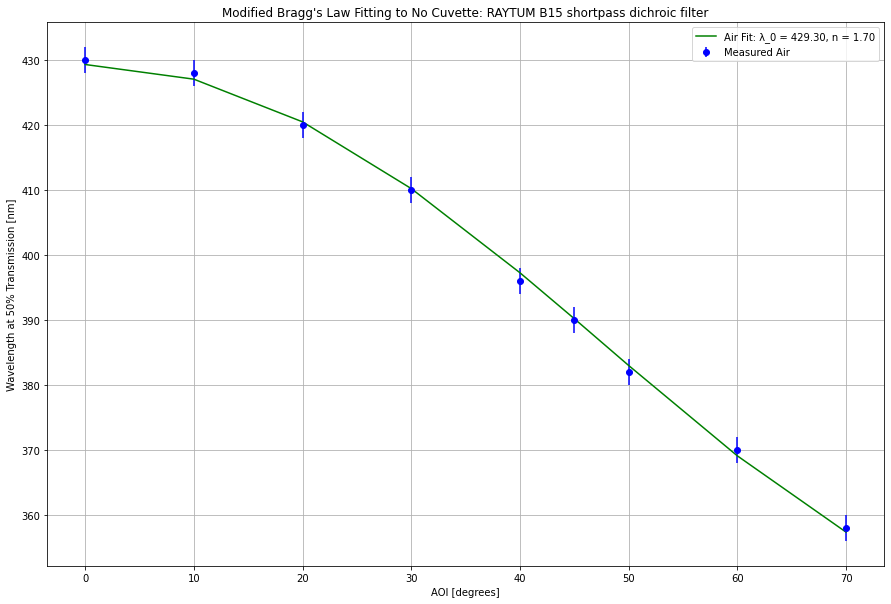 Modified Bragg's Law Fitting to No Cuvette: RAYTUM B15 shortpass dichroic filter
Air Fit: λ_0 = 429.30, n = 1.70
Measured Air
Wavelength at 50% Transmission [nm]
430
420
410
400
390
380
370
360
0 10 20 30 40 50 60 70
AOI [degrees]